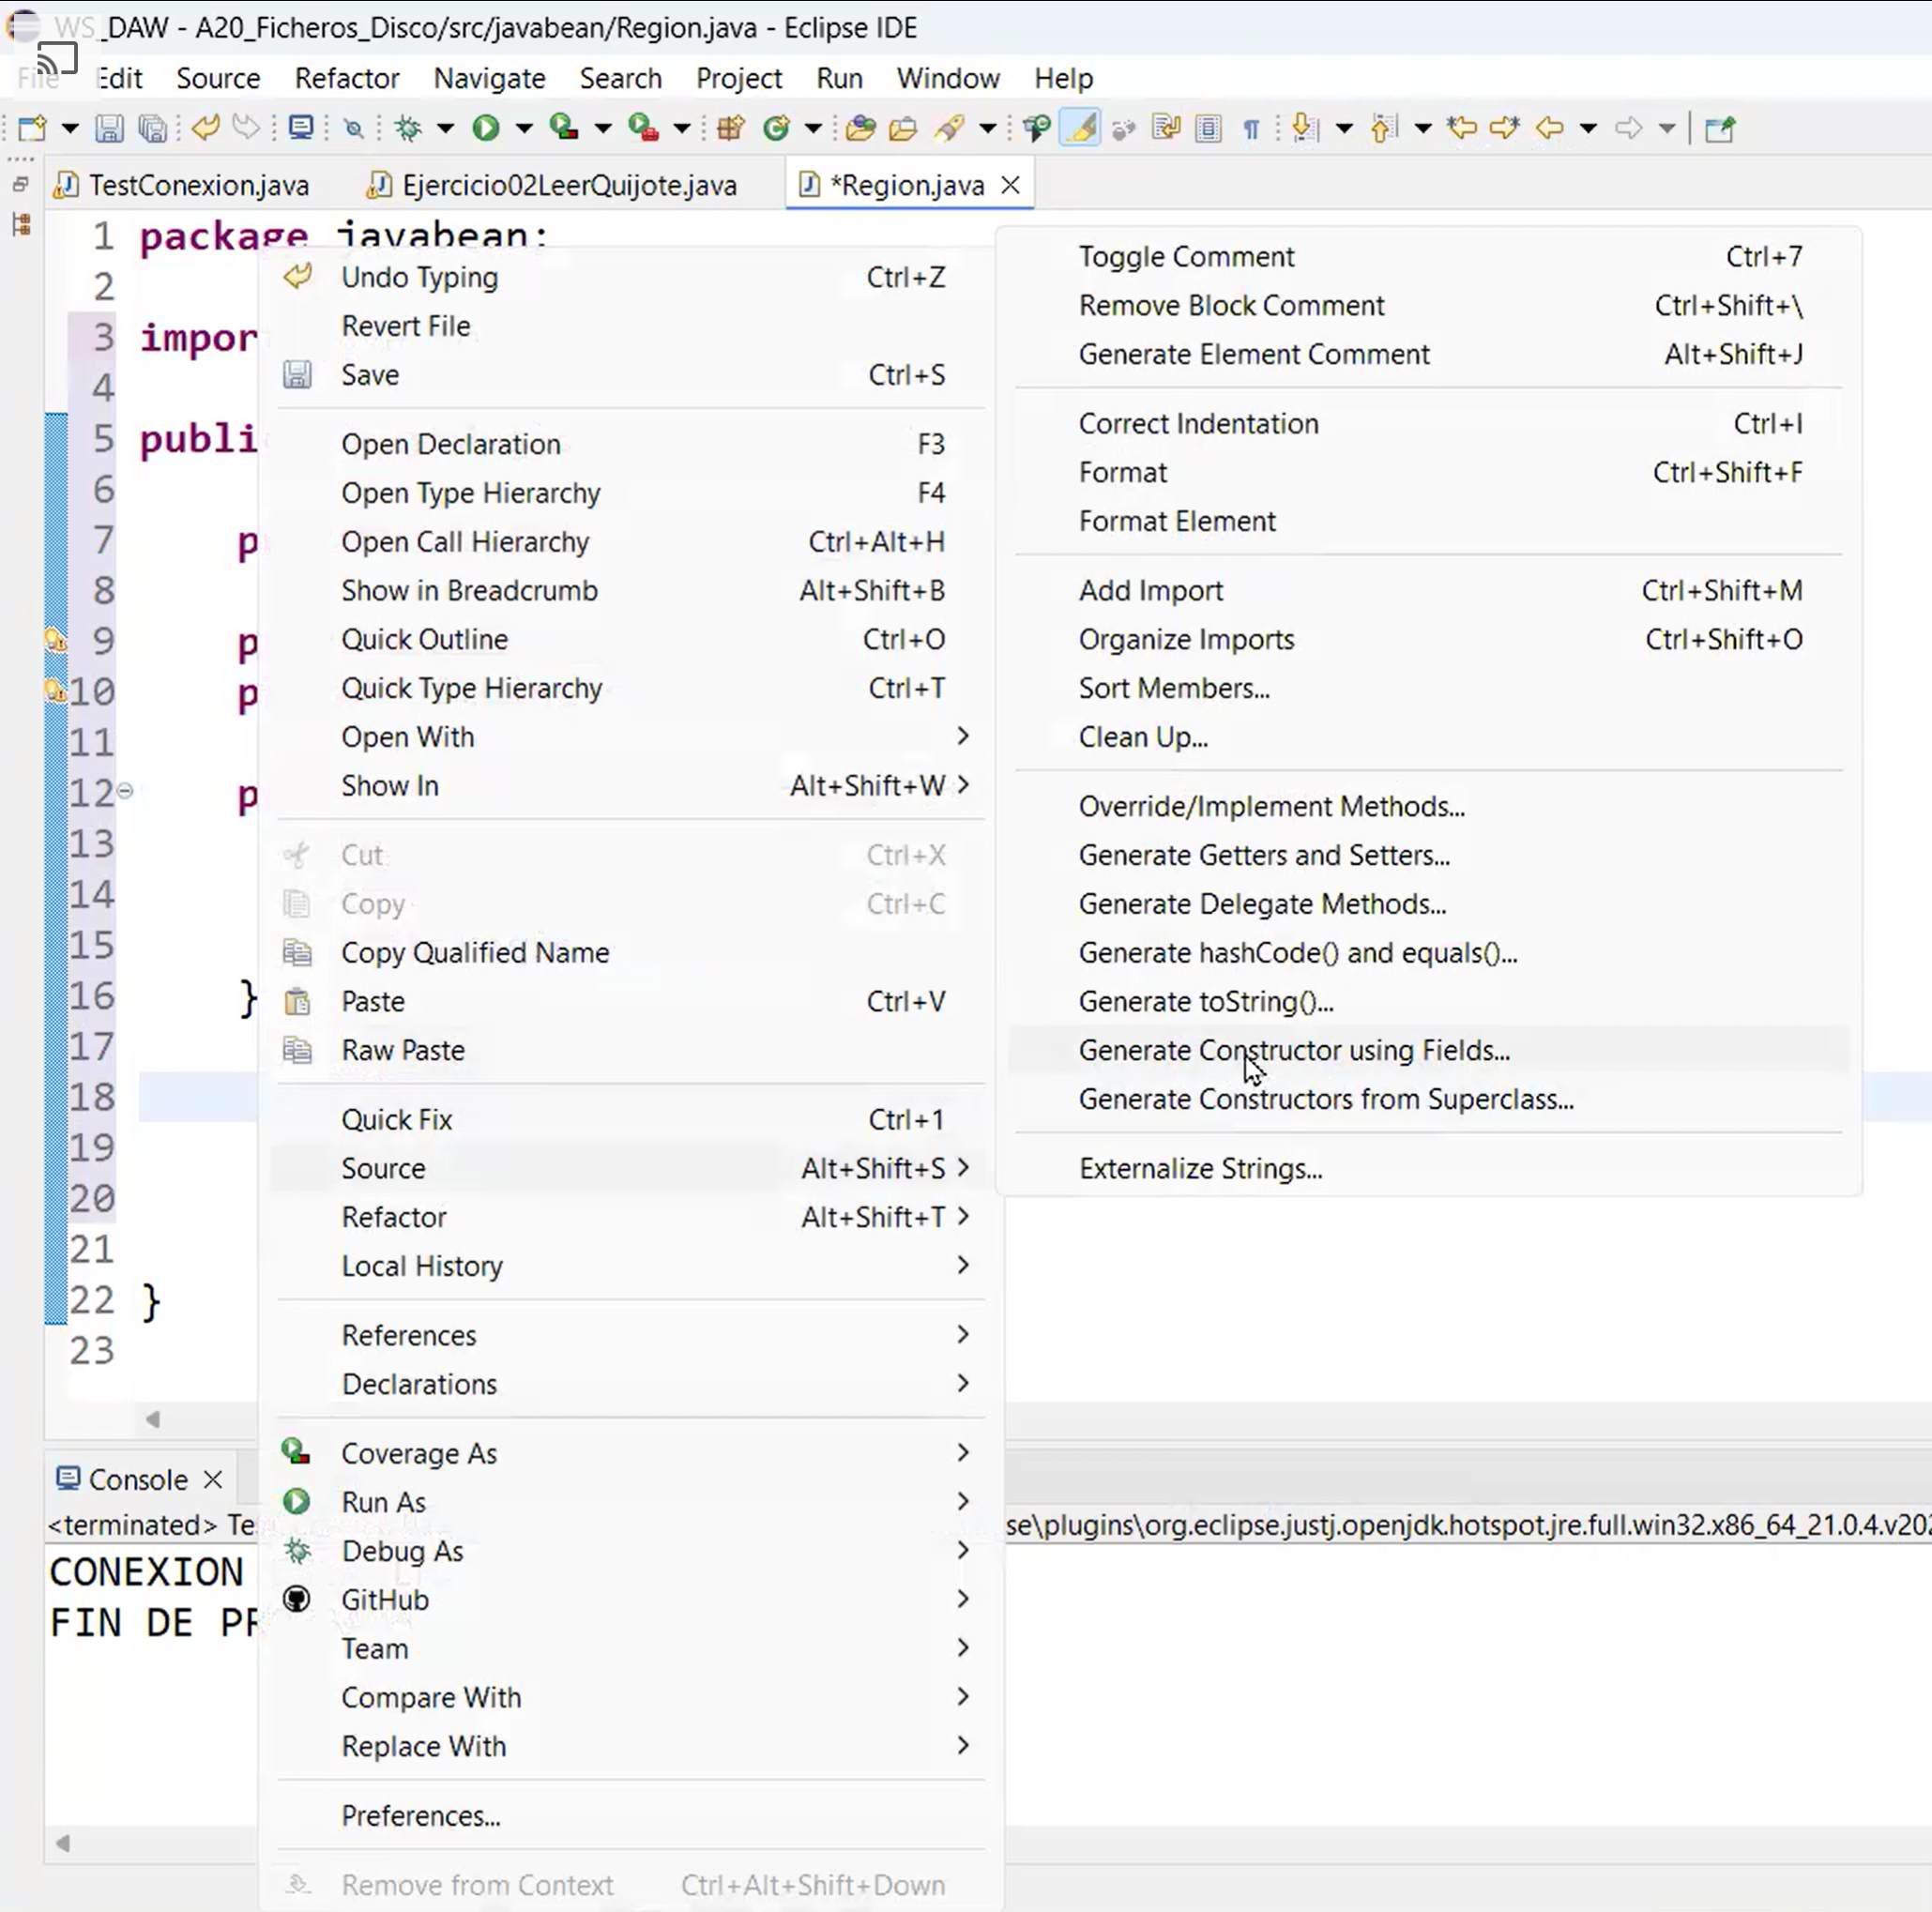 WS_DAW - A20_Ficheros_Disco/src/javabean/Region.java - Eclipse IDE
File Edit Source Refactor Navigate Search Project Run Window Help
TestConexion.java Ejercicio02LeerQuijote.java *Region.java
1 package javabean;
2
3 impor
4
5 publi
6
7 p
8
9 p
10 p
11
12 p
13
14
15
16 }
17
18
19
20
21
22 }
23
Undo Typing Ctrl+Z
Revert File
Save Ctrl+S
Open Declaration F3
Open Type Hierarchy F4
Open Call Hierarchy Ctrl+Alt+H
Show in Breadcrumb Alt+Shift+B
Quick Outline Ctrl+O
Quick Type Hierarchy Ctrl+T
Open With
Show In Alt+Shift+W
Cut Ctrl+X
Copy Ctrl+C
Copy Qualified Name
Paste Ctrl+V
Raw Paste
Quick Fix Ctrl+1
Source Alt+Shift+S
Refactor Alt+Shift+T
Local History
References
Declarations
Coverage As
Run As
Debug As
GitHub
Team
Compare With
Replace With
Preferences...
Remove from Context Ctrl+Alt+Shift+Down
Toggle Comment Ctrl+7
Remove Block Comment Ctrl+Shift+\
Generate Element Comment Alt+Shift+J
Correct Indentation Ctrl+I
Format Ctrl+Shift+F
Format Element
Add Import Ctrl+Shift+M
Organize Imports Ctrl+Shift+O
Sort Members...
Clean Up...
Override/Implement Methods...
Generate Getters and Setters...
Generate Delegate Methods...
Generate hashCode() and equals()...
Generate toString()...
Generate Constructor using Fields...
Generate Constructors from Superclass...
Externalize Strings...
Console
<terminated> Te se\plugins\org.eclipse.justj.openjdk.hotspot.jre.full.win32.x86_64_21.0.4.v202
CONEXION
FIN DE PR